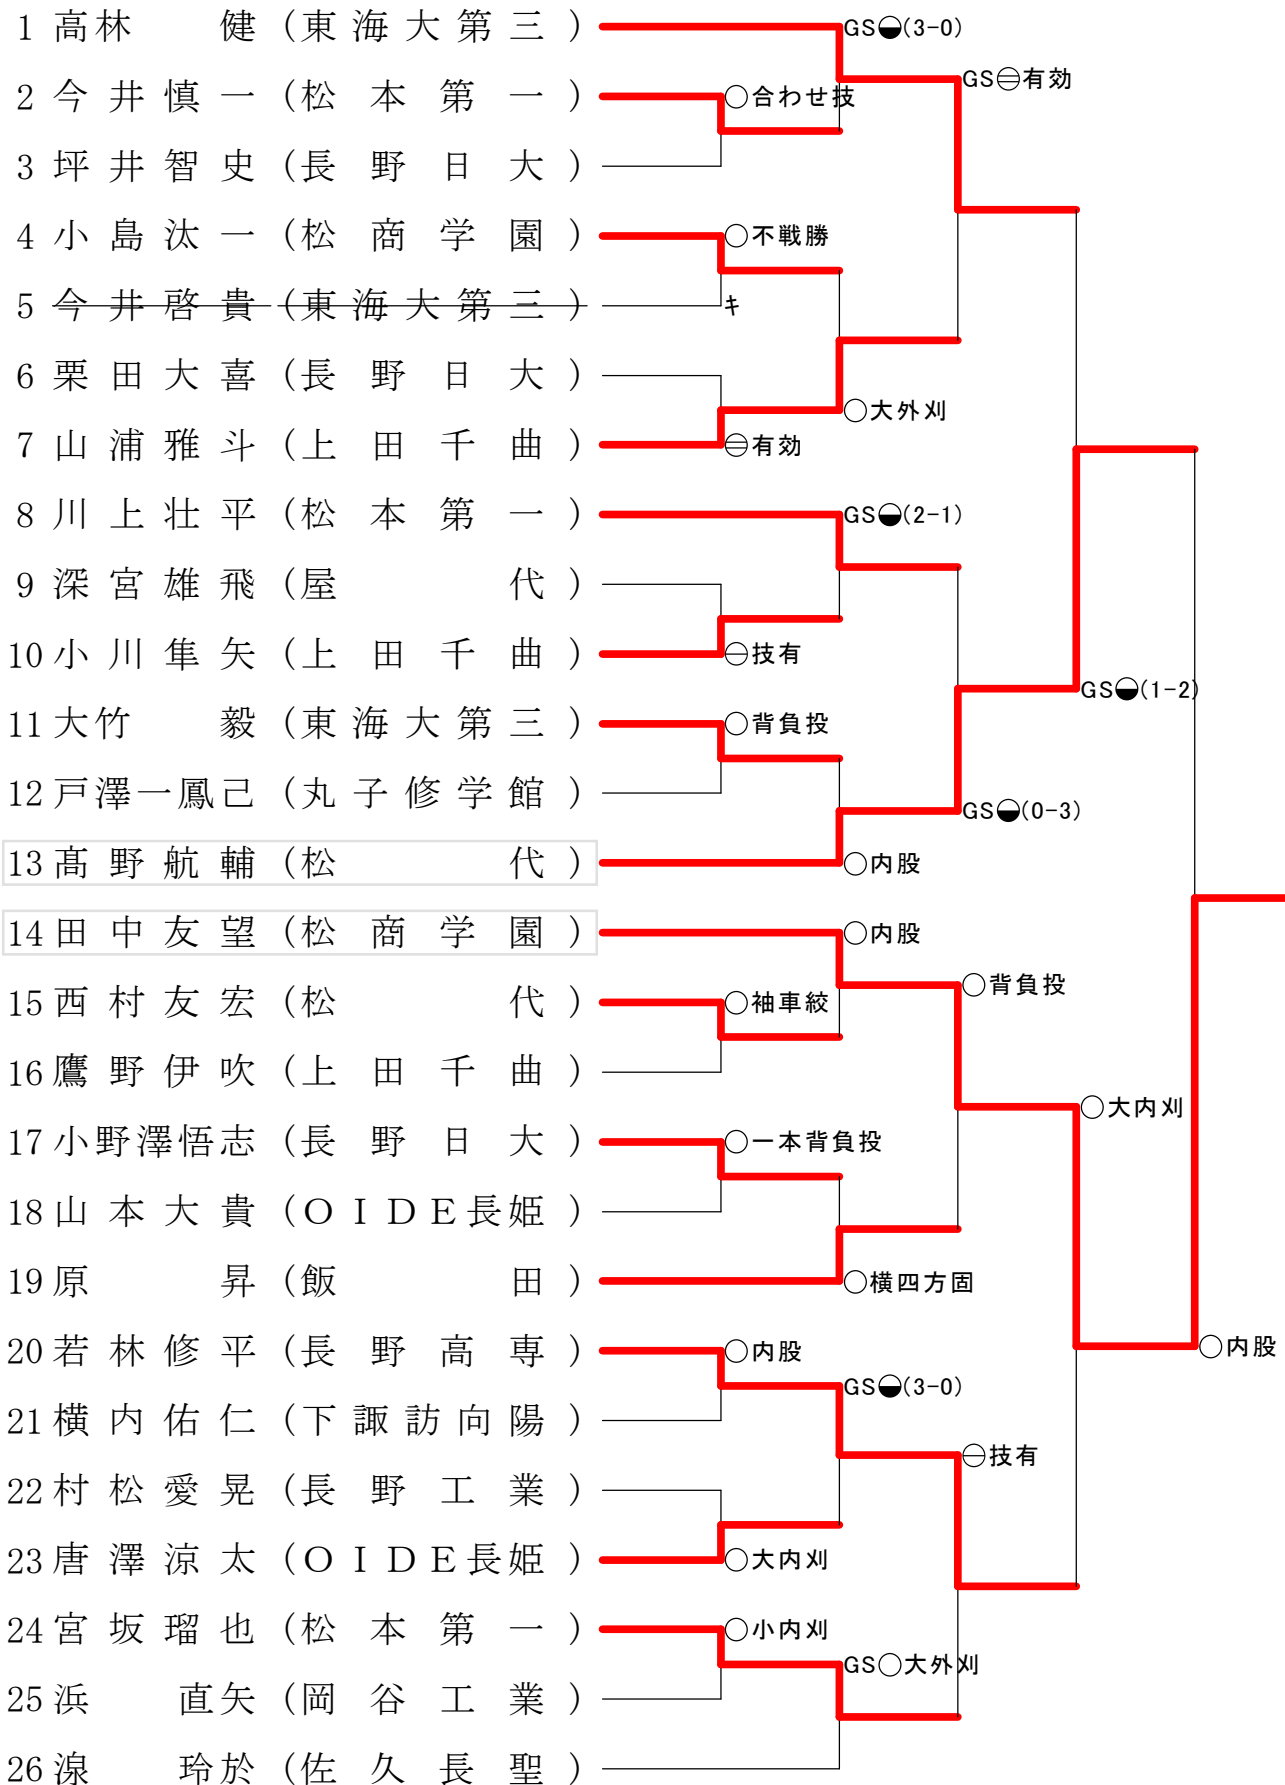 1 高林 健 (東海大第三) GS(3-0)
GS有効
2 今井慎一 (松本第一) ○合わせ技
3 坪井智史 (長野日大)
4 小島汰一 (松商学園) ○不戦勝
5 今井啓貴 (東海大第三) キ
6 栗田大喜 (長野日大)
○大外刈
7 山浦雅斗 (上田千曲) 有効
8 川上壮平 (松本第一) GS(2-1)
9 深宮雄飛 (屋代)
10 小川隼矢 (上田千曲) 技有
GS(1-2)
11 大竹 毅 (東海大第三) ○背負投
12 戸澤一鳳己 (丸子修学館)
GS(0-3)
13 髙野航輔 (松代) ○内股
14 田中友望 (松商学園) ○内股
○背負投
15 西村友宏 (松代) ○袖車絞
16 鷹野伊吹 (上田千曲)
○大内刈
17 小野澤悟志 (長野日大) ○一本背負投
18 山本大貴 (ＯＩＤＥ長姫)
19 原 昇 (飯田) ○横四方固
20 若林修平 (長野高専) ○内股
○内股
GS(3-0)
21 横内佑仁 (下諏訪向陽)
技有
22 村松愛晃 (長野工業)
23 唐澤涼太 (ＯＩＤＥ長姫) ○大内刈
24 宮坂瑠也 (松本第一) ○小内刈
GS○大外刈
25 浜 直矢 (岡谷工業)
26 湶 玲於 (佐久長聖)